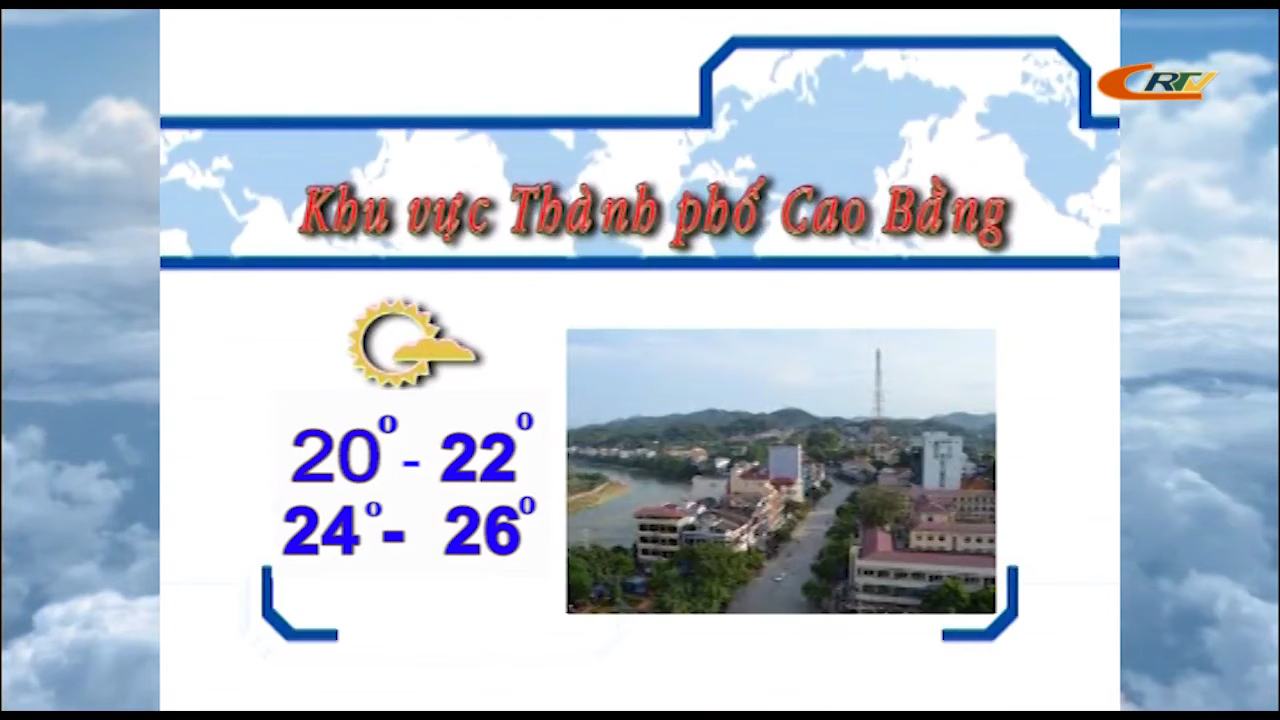 CRTV
Khu vực Thành phố Cao Bằng
20° - 22°
24° - 26°